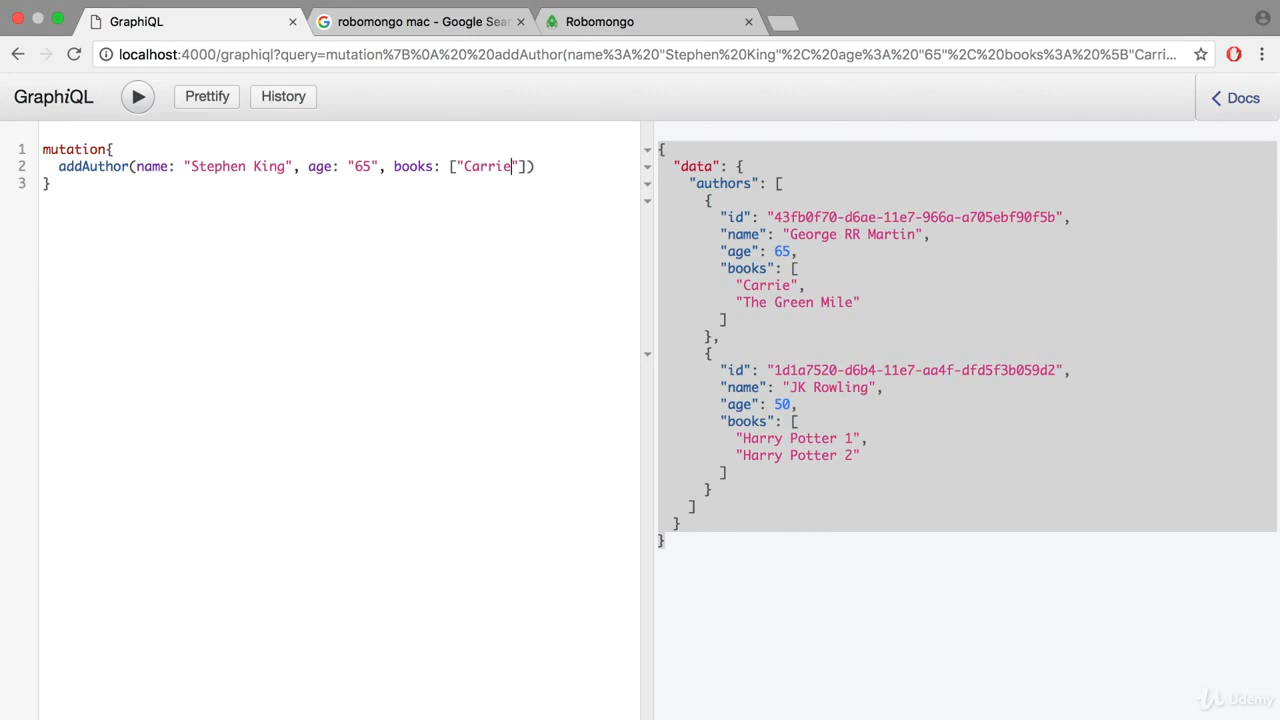 GraphiQL
robomongo mac - Google Sear
Robomongo
localhost:4000/graphiql?query=mutation%7B%0A%20%20addAuthor(name%3A%20"Stephen%20King"%2C%20age%3A%20"65"%2C%20books%3A%20%5B"Carri...
GraphiQL
Prettify
History
Docs
1 mutation{
2 addAuthor(name: "Stephen King", age: "65", books: ["Carrie"])
3 }
{
"data": {
"authors": [
{
"id": "43fb0f70-d6ae-11e7-966a-a705ebf90f5b",
"name": "George RR Martin",
"age": 65,
"books": [
"Carrie",
"The Green Mile"
]
},
{
"id": "1d1a7520-d6b4-11e7-aa4f-dfd5f3b059d2",
"name": "JK Rowling",
"age": 50,
"books": [
"Harry Potter 1",
"Harry Potter 2"
]
}
]
}
}
Udemy